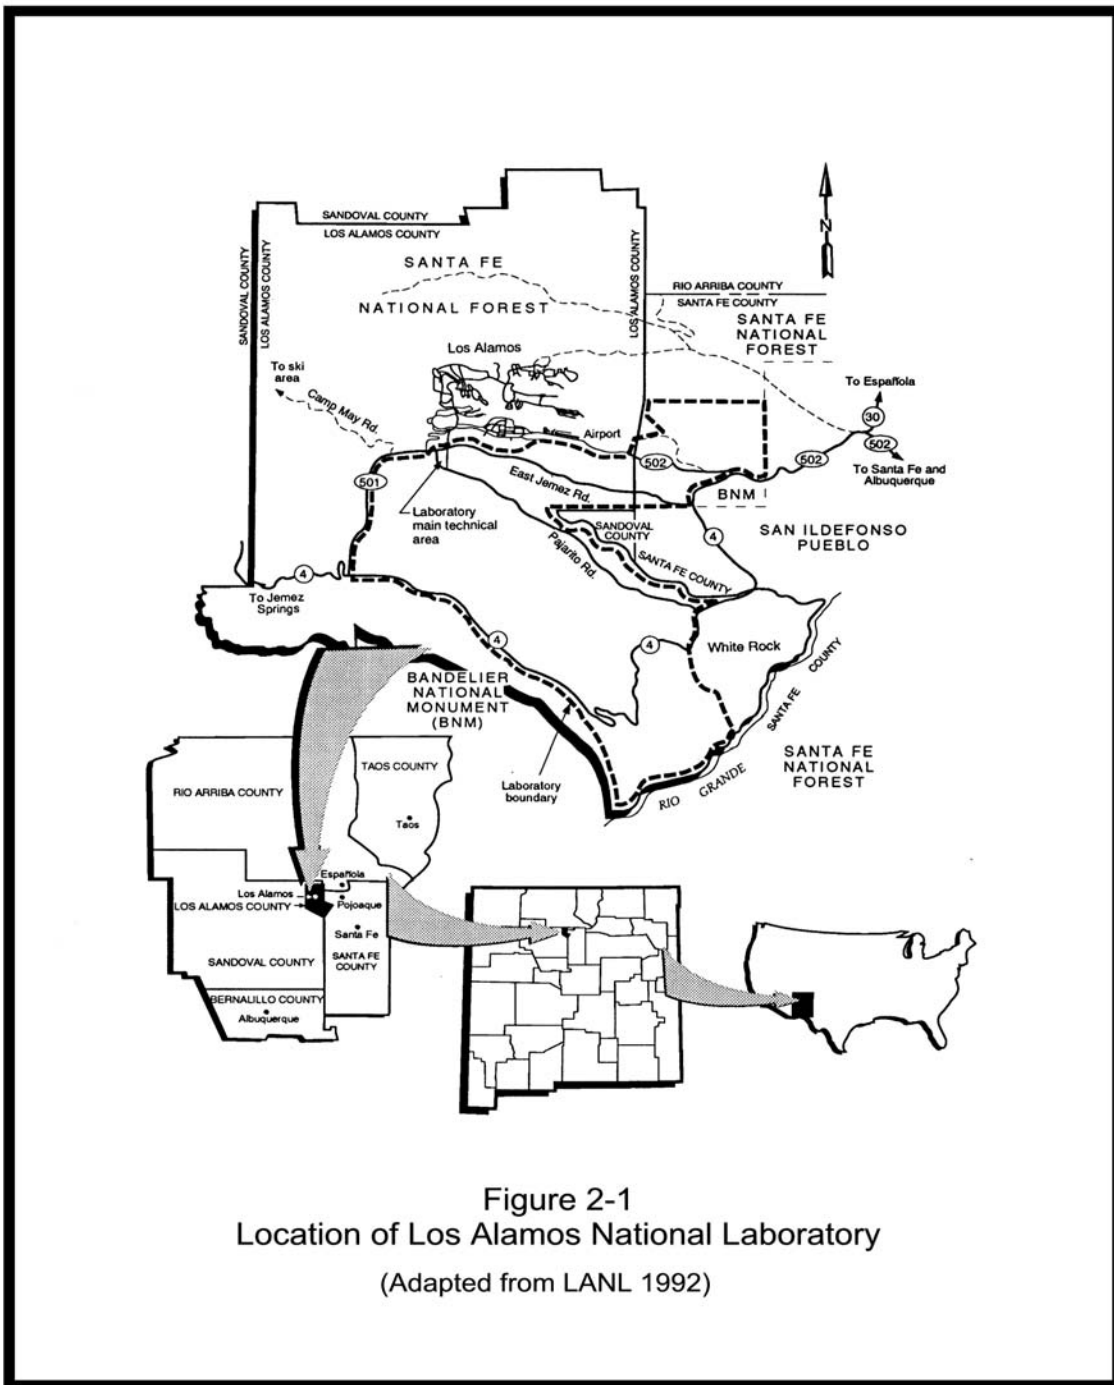 SANDOVAL COUNTY
LOS ALAMOS COUNTY
SANDOVAL COUNTY
LOS ALAMOS COUNTY
SANTA FE
NATIONAL FOREST
LOS ALAMOS COUNTY
N
RIO ARRIBA COUNTY
SANTA FE COUNTY
SANTA FE
NATIONAL
FOREST
Los Alamos
To ski
area
Camp May Rd.
Airport
To Española
30
502
To Santa Fe and
Albuquerque
502
502
501
East Jemez Rd.
BNM
Laboratory
main technical
area
SANDOVAL
COUNTY
SANTA FE COUNTY
Pajarito Rd.
4
SAN ILDEFONSO
PUEBLO
4
To Jemez
Springs
4
4
White Rock
SANTA FE COUNTY
BANDELIER
NATIONAL
MONUMENT
(BNM)
Laboratory
boundary
RIO GRANDE
SANTA FE
NATIONAL
FOREST
TAOS COUNTY
RIO ARRIBA COUNTY
Taos
Española
Los Alamos
LOS ALAMOS COUNTY
Pojoaque
Santa Fe
SANDOVAL COUNTY
SANTA FE
COUNTY
BERNALILLO COUNTY
Albuquerque
Figure 2-1
Location of Los Alamos National Laboratory
(Adapted from LANL 1992)